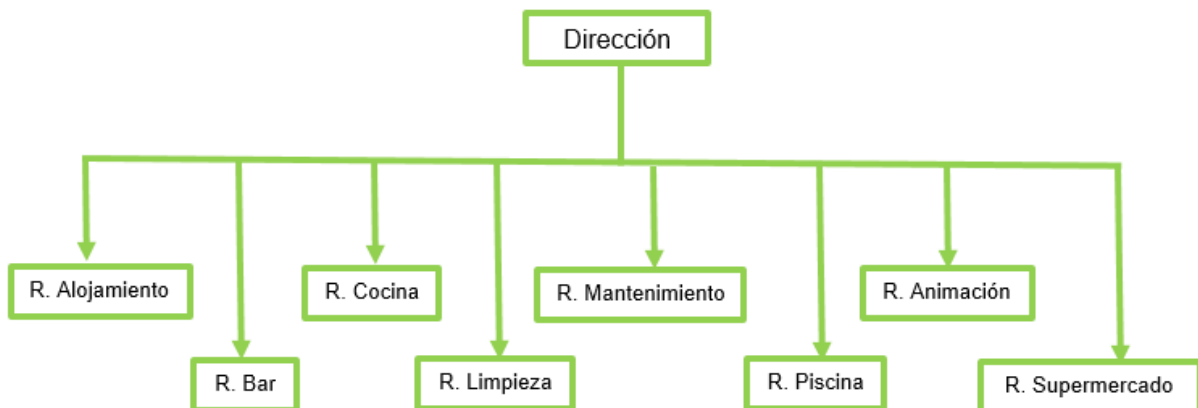 Dirección
R. Alojamiento
R. Cocina
R. Mantenimiento
R. Animación
R. Bar
R. Limpieza
R. Piscina
R. Supermercado